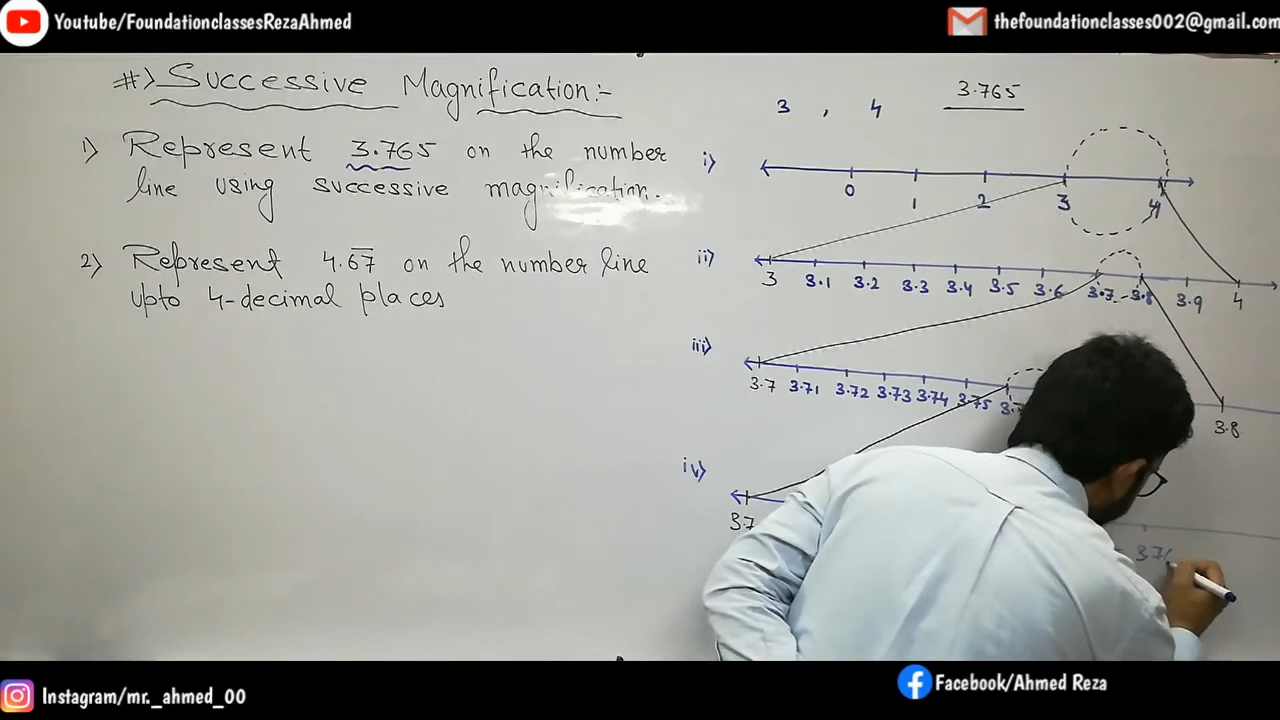 Youtube/FoundationclassesRezaAhmed
thefoundationclasses002@gmail.com
#) Successive Magnification:-
1) Represent 3.765 on the number
line using successive magnification.
2) Represent 4.6̅7̅ on the number line
upto 4-decimal places
3 , 4 3.765
i)
0 1 2 3 4
ii)
3 3.1 3.2 3.3 3.4 3.5 3.6 3.7 3.8 3.9 4
iii)
3.7 3.71 3.72 3.73 3.74 3.75 3.8
iv)
Instagram/mr._ahmed_00
Facebook/Ahmed Reza